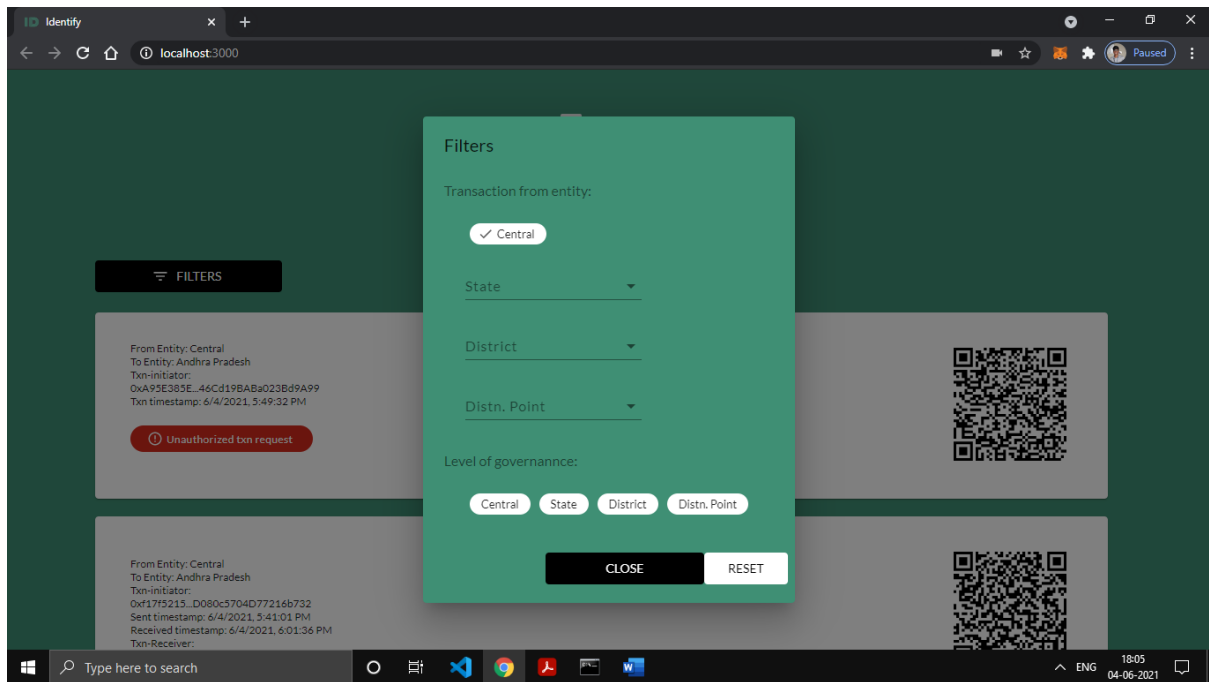 ID Identify
localhost:3000
Paused
Filters
Transaction from entity:
Central
State
District
Distn. Point
Level of governannce:
Central State District Distn. Point
CLOSE RESET
FILTERS
From Entity: Central
To Entity: Andhra Pradesh
Txn-initiator:
0xA95E385E...46Cd19BABa023Bd9A99
Txn timestamp: 6/4/2021, 5:49:32 PM
Unauthorized txn request
From Entity: Central
To Entity: Andhra Pradesh
Txn-initiator:
0xf17f5215...D080c5704D77216b732
Sent timestamp: 6/4/2021, 5:41:01 PM
Received timestamp: 6/4/2021, 6:01:36 PM
Txn-Receiver:
Type here to search
ENG
18:05
04-06-2021